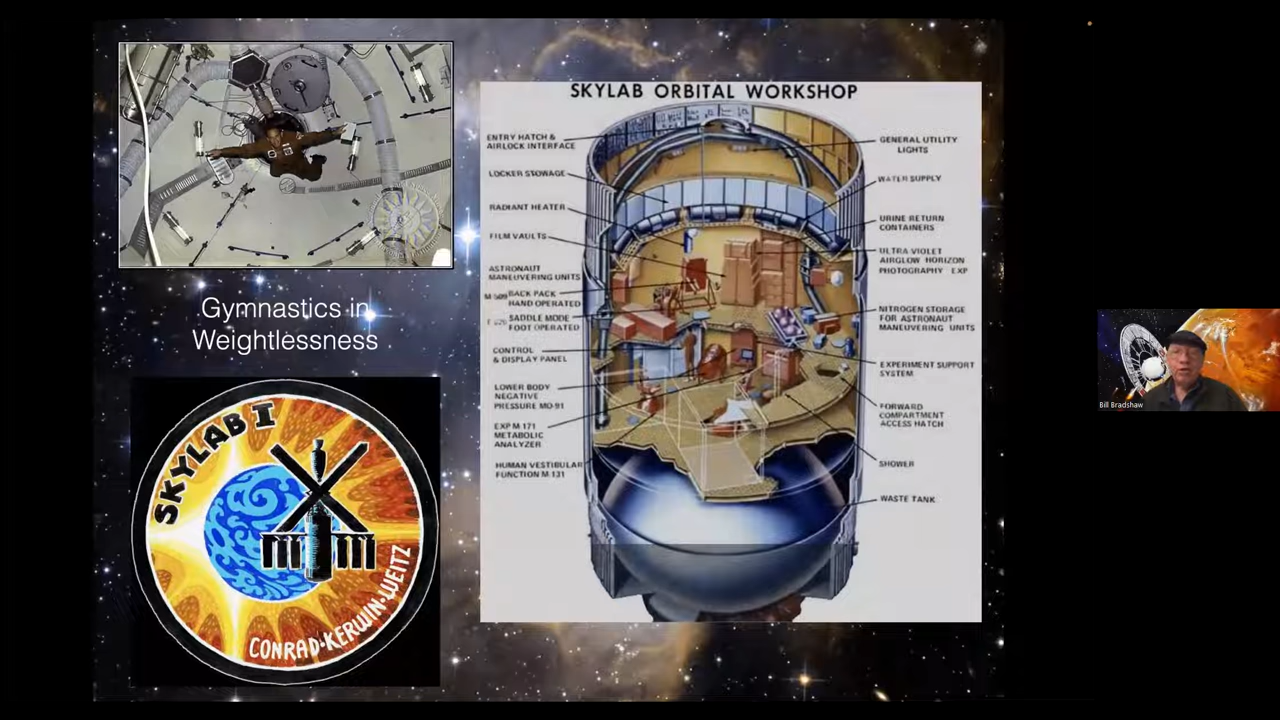 SKYLAB ORBITAL WORKSHOP
ENTRY HATCH &
AIRLOCK INTERFACE
LOCKER STOWAGE
RADIANT HEATER
FILM VAULTS
ASTRONAUT
MANEUVERING UNITS
BACK PACK
HAND OPERATED
SADDLE MODE
FOOT OPERATED
CONTROL
& DISPLAY PANEL
LOWER BODY
NEGATIVE
PRESSURE MO-91
EXP M 171
METABOLIC
ANALYZER
HUMAN VESTIBULAR
FUNCTION M 131
GENERAL UTILITY
LIGHTS
WATER SUPPLY
URINE RETURN
CONTAINERS
ULTRA VIOLET
AIRGLOW HORIZON
PHOTOGRAPHY EXP
NITROGEN STORAGE
FOR ASTRONAUT
MANEUVERING UNITS
EXPERIMENT SUPPORT
SYSTEM
FORWARD
COMPARTMENT
ACCESS HATCH
SHOWER
WASTE TANK
Gymnastics in
Weightlessness
SKYLAB I
CONRAD·KERWIN·WEITZ
Bill Bradshaw